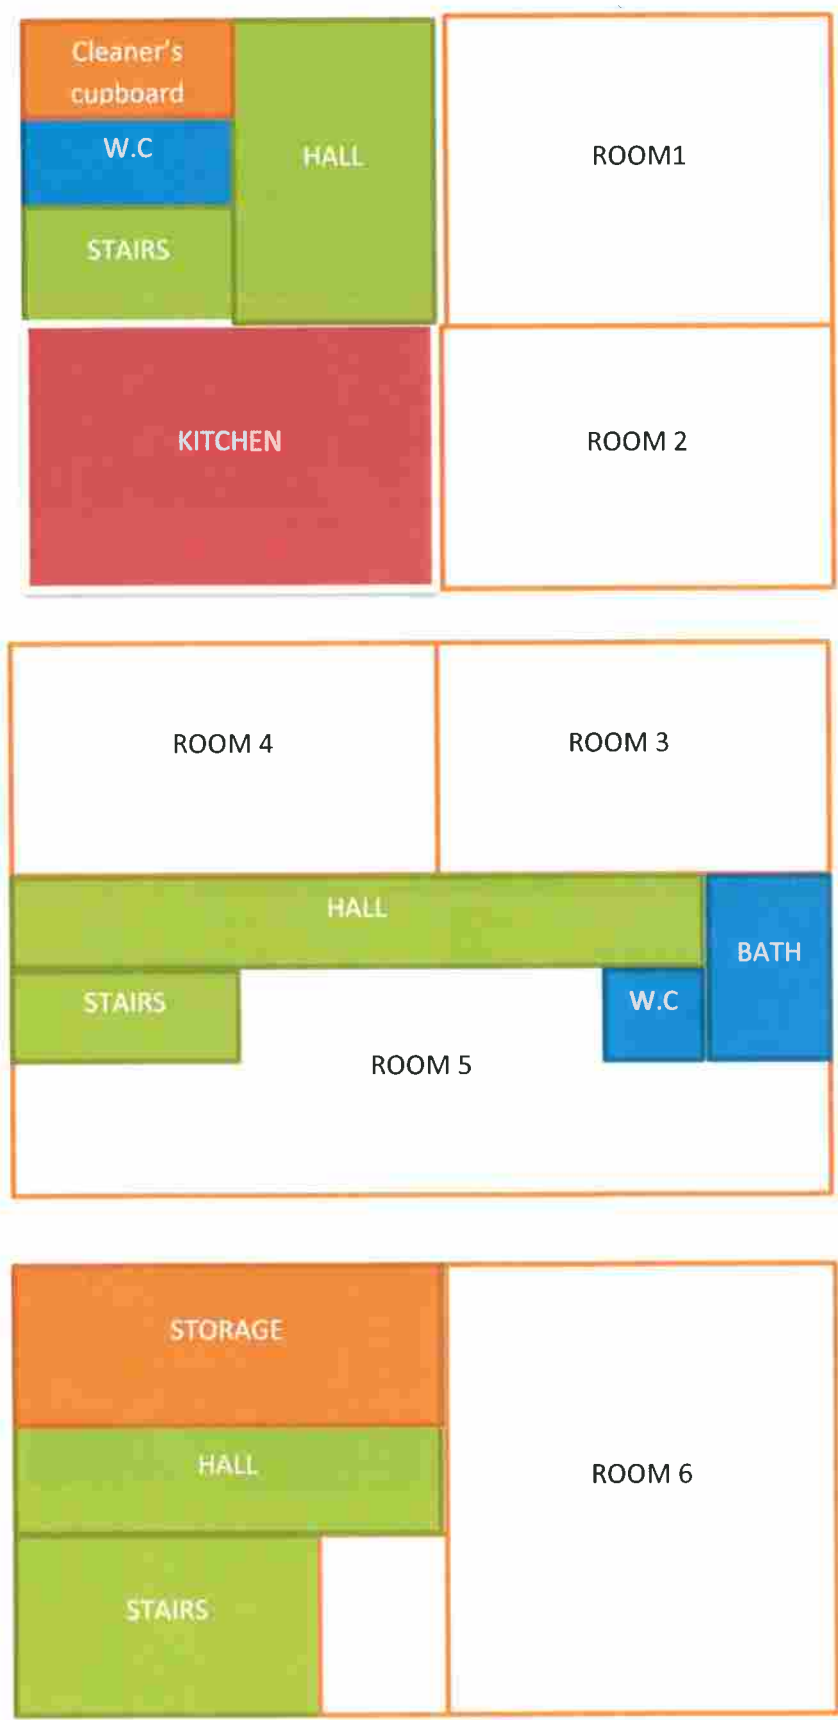 Cleaner's
cupboard
W.C
HALL
ROOM1
STAIRS
KITCHEN
ROOM 2
ROOM 4
ROOM 3
HALL
BATH
STAIRS
W.C
ROOM 5
STORAGE
HALL
ROOM 6
STAIRS